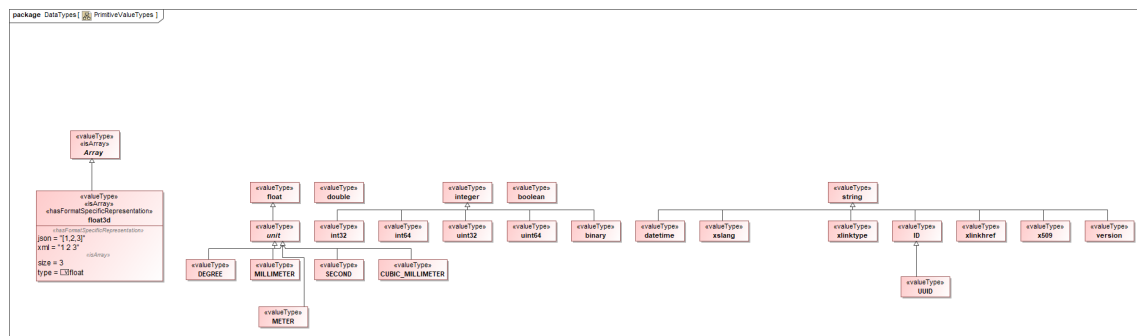 package DataTypes [ PrimitiveValueTypes ]
«valueType»
«isArray»
Array
«valueType»
«isArray»
«hasFormatSpecificRepresentation»
float3d
«hasFormatSpecificRepresentation»
json = "[1,2,3]"
xml = "1 2 3"
«isArray»
size = 3
type = float
«valueType»
float
«valueType»
double
«valueType»
integer
«valueType»
boolean
«valueType»
string
«valueType»
unit
«valueType»
int32
«valueType»
int64
«valueType»
uint32
«valueType»
uint64
«valueType»
binary
«valueType»
datetime
«valueType»
xslang
«valueType»
xlinktype
«valueType»
ID
«valueType»
xlinkhref
«valueType»
x509
«valueType»
version
«valueType»
DEGREE
«valueType»
MILLIMETER
«valueType»
SECOND
«valueType»
CUBIC_MILLIMETER
«valueType»
UUID
«valueType»
METER